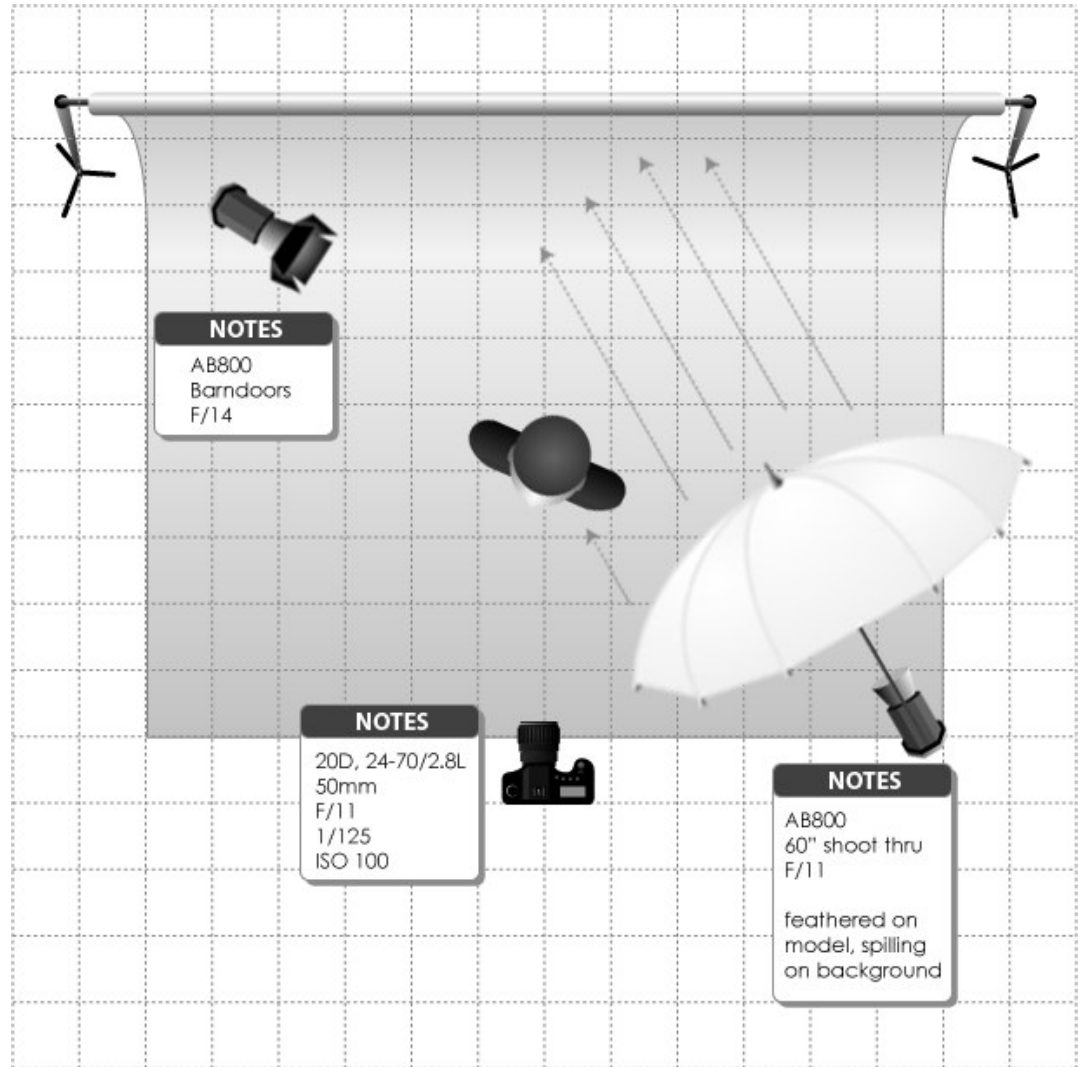 NOTES
AB800
Barndoors
F/14
NOTES
20D, 24-70/2.8L
50mm
F/11
1/125
ISO 100
NOTES
AB800
60" shoot thru
F/11
feathered on
model, spilling
on background